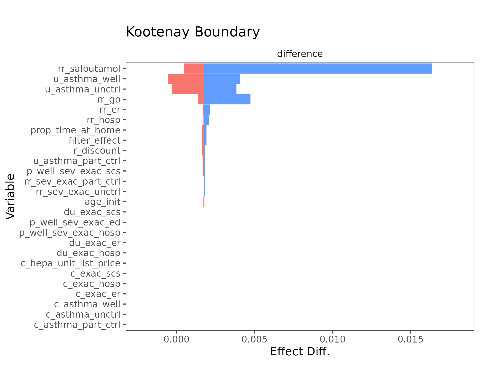 Kootenay Boundary
difference
rr_salbutamol
u_asthma_well
u_asthma_unctrl
rr_gp
rr_er
rr_hosp
prop_time_at_home
filter_effect
r_discount
u_asthma_part_ctrl
p_well_sev_exac_scs
rr_sev_exac_part_ctrl
rr_sev_exac_unctrl
age_init
du_exac_scs
p_well_sev_exac_ed
p_well_sev_exac_hosp
du_exac_er
du_exac_hosp
c_hepa_unit_list_price
c_exac_scs
c_exac_hosp
c_exac_er
c_asthma_well
c_asthma_unctrl
c_asthma_part_ctrl
Variable
0.000 0.005 0.010 0.015
Effect Diff.